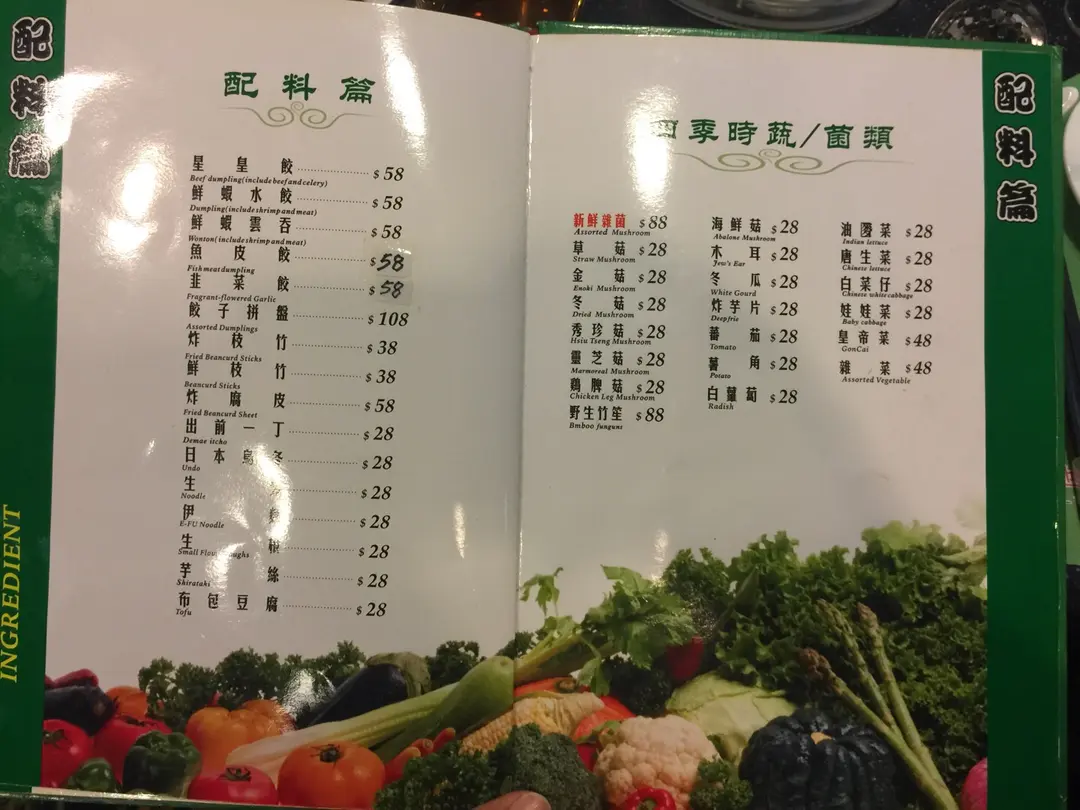 配料篇
INGREDIENT
配料篇
星皇餃 $58
Beef dumpling(include beef and celery)
鮮蝦水餃 $58
Dumpling(include shrimp and meat)
鮮蝦雲吞 $58
Wonton(include shrimp and meat)
魚皮餃 $58
Fish meat dumpling
韭菜餃 $58
Fragrant-flowered Garlic
餃子拼盤 $108
Assorted Dumplings
炸枝竹 $38
Fried Beancurd Sticks
鮮枝竹 $38
Beancurd Sticks
炸腐皮 $58
Fried Beancurd Sheet
出前一丁 $28
Demae itcho
日本烏冬 $28
Undo
生 $28
Noodle
伊麵 $28
E-FU Noodle
生根 $28
Small Flour
芋絲 $28
Shirataki
布包豆腐 $28
Tofu
四季時蔬/菌類
新鮮雜菌 $88
Assorted Mushroom
草菇 $28
Straw Mushroom
金菇 $28
Enoki Mushroom
冬菇 $28
Dried Mushroom
秀珍菇 $28
Hsiu Tseng Mushroom
靈芝菇 $28
Marmoreal Mushroom
鷄脾菇 $28
Chicken Leg Mushroom
野生竹笙 $88
Bmboo funguns
海鮮菇 $28
Abalone Mushroom
木耳 $28
Jew's Ear
冬瓜 $28
White Gourd
炸芋片 $28
Deepfrie
蕃茄 $28
Tomato
薯角 $28
Potato
白蘿蔔 $28
Radish
油麥菜 $28
Indian lettuce
唐生菜 $28
Chinese lettuce
白菜仔 $28
Chinese white cabbage
娃娃菜 $28
Baby cabbage
皇帝菜 $48
GonCai
雜菜 $48
Assorted Vegetable
配料篇